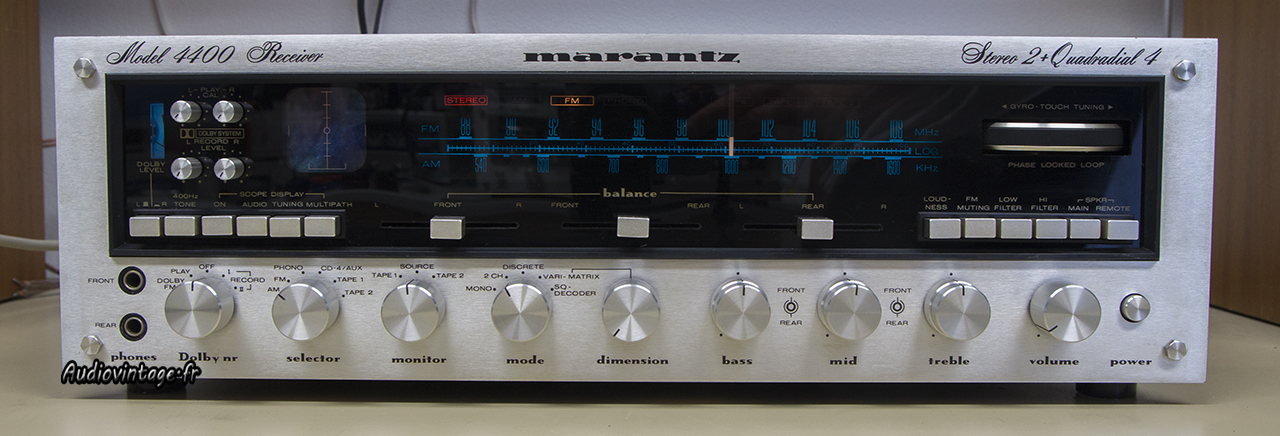 Model 4400 Receiver
marantz
Stereo 2 + Quadradial 4
L - PLAY - R
CAL
DOLBY SYSTEM
L RECORD R
LEVEL
DOLBY
LEVEL
L R
400Hz
TONE
SCOPE DISPLAY
ON AUDIO TUNING MULTIPATH
STEREO
FM
FM 88 90 92 94 96 98 100 102 104 106 108 MHz
LOG
AM 540 600 700 800 1000 1200 1400 1600 KHz
balance
L FRONT R
FRONT REAR
L REAR R
◄ GYRO-TOUCH TUNING ►
PHASE LOCKED LOOP
LOUD-
NESS
FM
MUTING
LOW
FILTER
HI
FILTER
SPKR
MAIN REMOTE
FRONT
REAR
phones
DOLBY
FM
PLAY
OFF
I
RECORD
II
Dolby nr
AM
FM
PHONO
CD-4/AUX
TAPE 1
TAPE 2
selector
TAPE 1
SOURCE
TAPE 2
monitor
MONO
2 CH
DISCRETE
VARI-MATRIX
SQ-
DECODER
mode
dimension
bass
FRONT
REAR
mid
FRONT
REAR
treble
volume
power
Audiovintage.fr